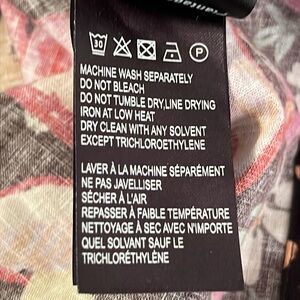 30 P
MACHINE WASH SEPARATELY
DO NOT BLEACH
DO NOT TUMBLE DRY,LINE DRYING
IRON AT LOW HEAT
DRY CLEAN WITH ANY SOLVENT
EXCEPT TRICHLOROETHYLENE
LAVER À LA MACHINE SÉPARÉMENT
NE PAS JAVELLISER
SÉCHER À L'AIR
REPASSER À FAIBLE TEMPÉRATURE
NETTOYAGE À SEC AVEC N'IMPORTE
QUEL SOLVANT SAUF LE
TRICHLORÉTHYLÈNE